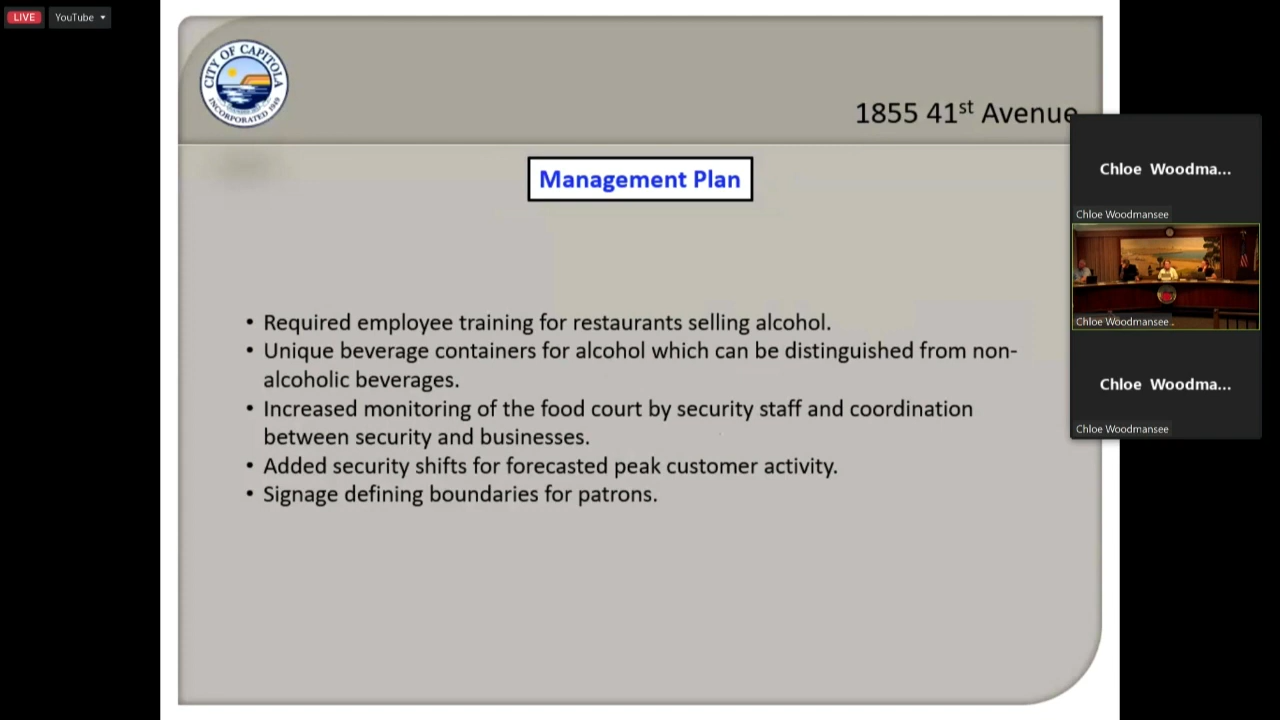 LIVE
YouTube
CITY OF CAPITOLA
INCORPORATED 1949
1855 41st Avenue
Management Plan
• Required employee training for restaurants selling alcohol.
• Unique beverage containers for alcohol which can be distinguished from non-
alcoholic beverages.
• Increased monitoring of the food court by security staff and coordination
between security and businesses.
• Added security shifts for forecasted peak customer activity.
• Signage defining boundaries for patrons.
Chloe Woodma...
Chloe Woodmansee
Chloe Woodmansee
Chloe Woodma...
Chloe Woodmansee